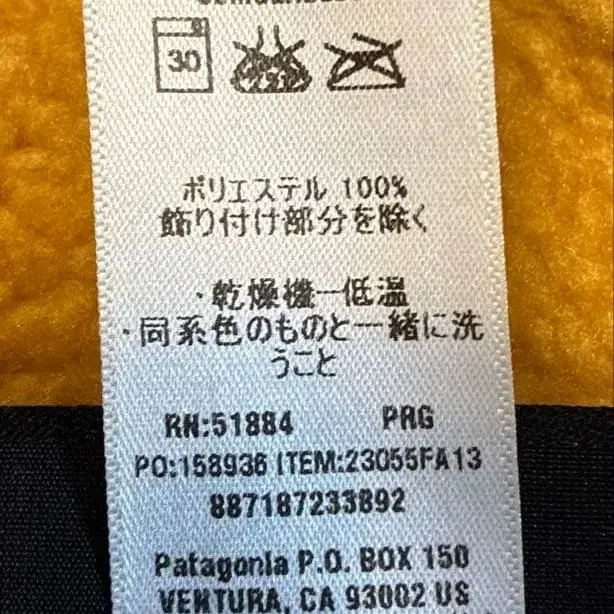 30
ポリエステル 100%
飾り付け部分を除く
・乾燥機一低温
・同系色のものと一緒に洗
うこと
RN:51884 PRG
PO:158936 ITEM:23055FA13
887187233892
Patagonia P.O. BOX 150
VENTURA, CA 93002 US